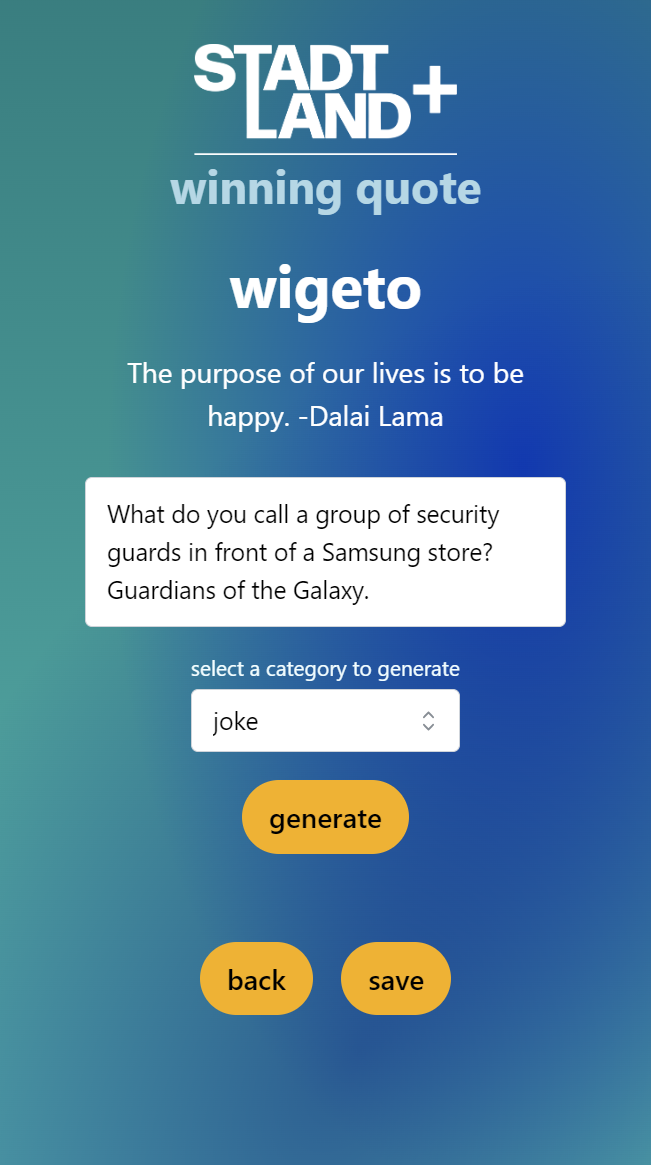 STADT
LAND+
winning quote
wigeto
The purpose of our lives is to be
happy. -Dalai Lama
What do you call a group of security
guards in front of a Samsung store?
Guardians of the Galaxy.
select a category to generate
joke
generate
back save